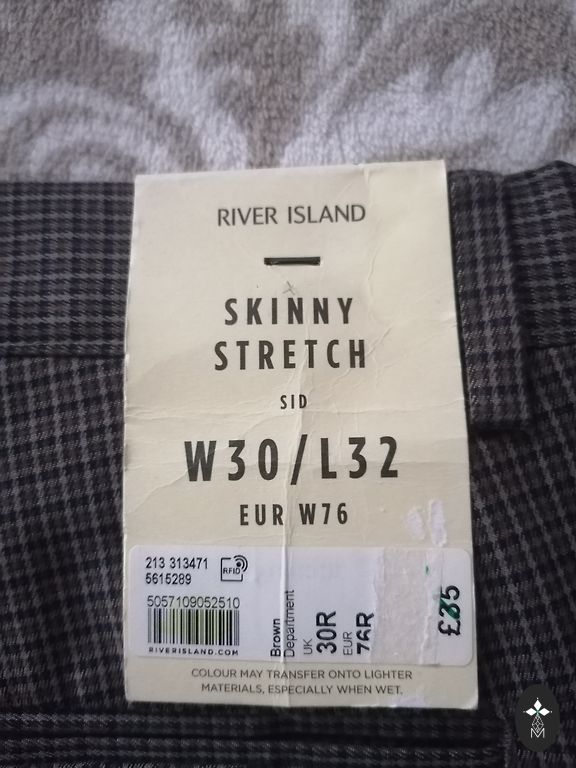 RIVER ISLAND
SKINNY
STRETCH
SID
W30/L32
EUR W76
213 313471
5615289
RFID
5057109052510
RIVERISLAND.COM
Brown
Department
UK
30R
EUR
76R
£35
COLOUR MAY TRANSFER ONTO LIGHTER
MATERIALS, ESPECIALLY WHEN WET.
M